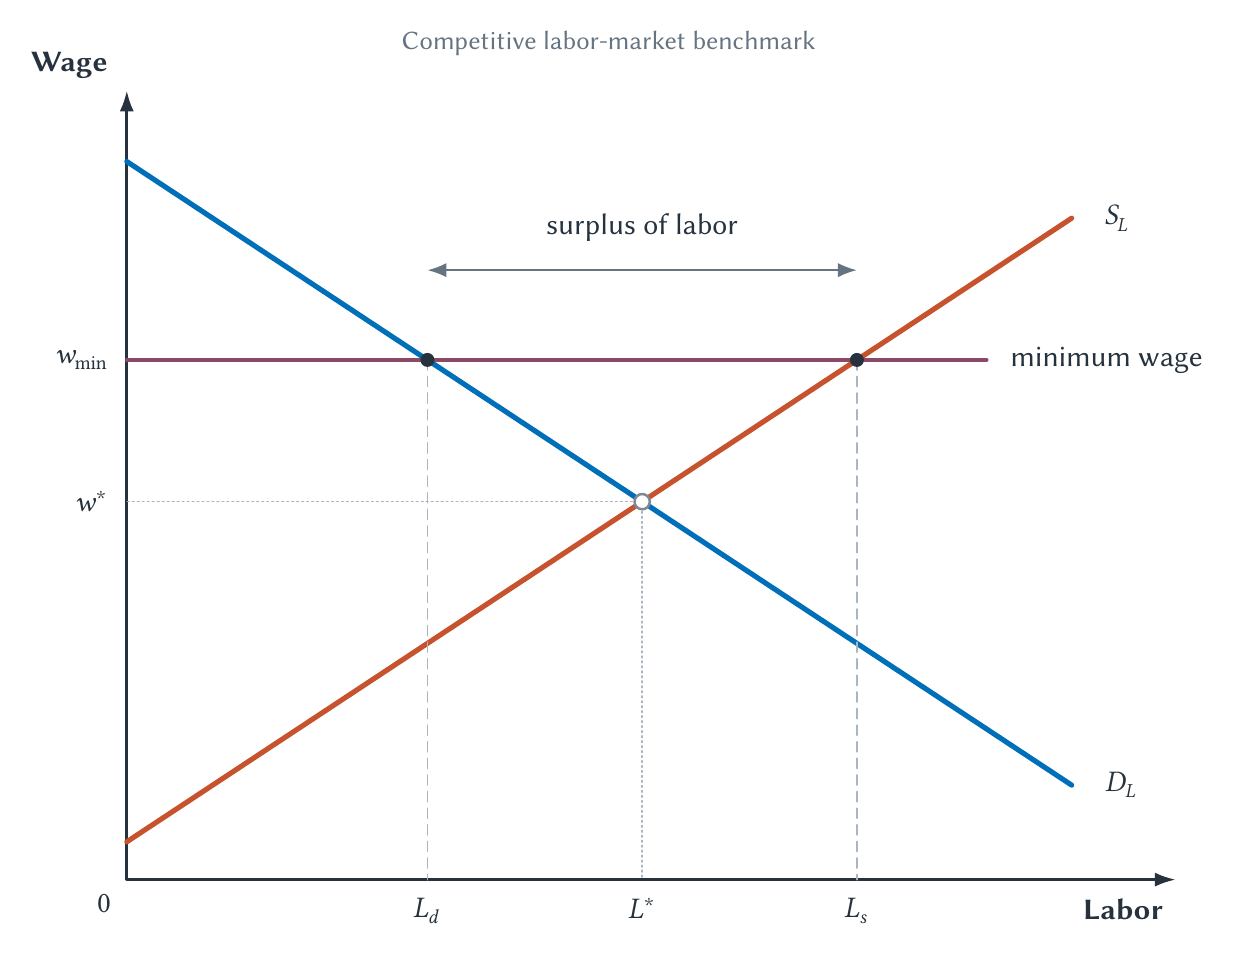 Competitive labor-market benchmark
Wage
S_L
surplus of labor
w_min
minimum wage
w*
D_L
0
L_d
L*
L_s
Labor